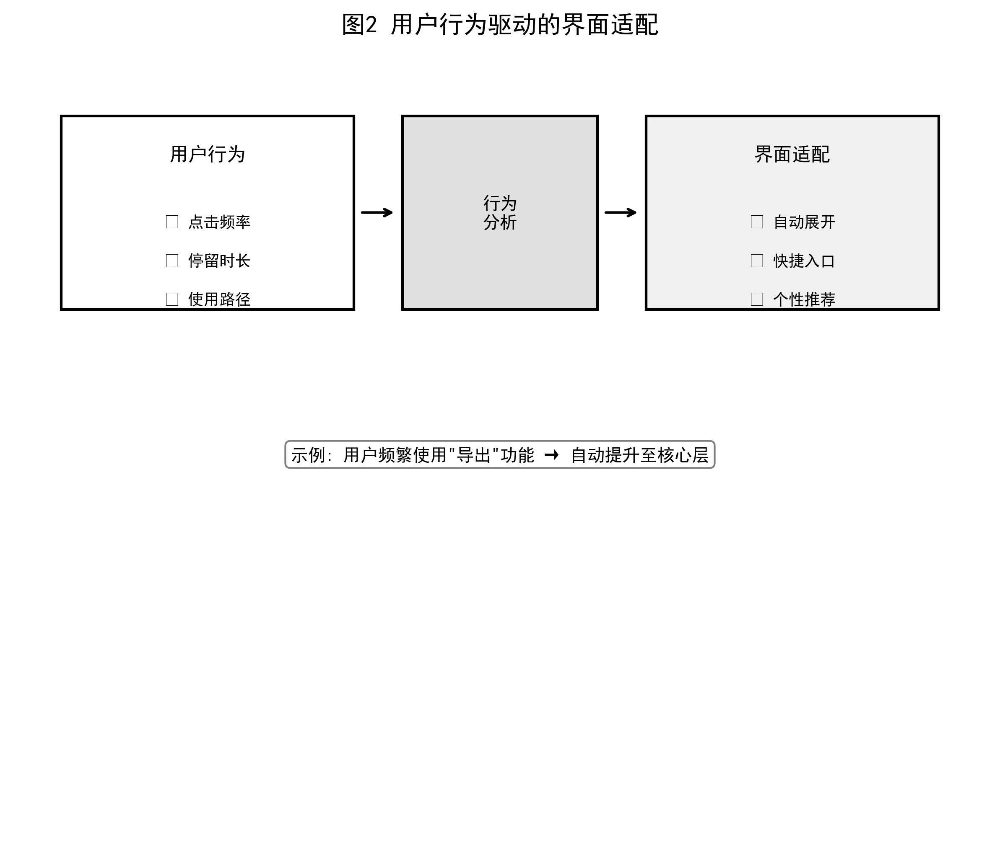 图2 用户行为驱动的界面适配
用户行为
□ 点击频率
□ 停留时长
□ 使用路径
行为
分析
界面适配
□ 自动展开
□ 快捷入口
□ 个性推荐
示例: 用户频繁使用"导出"功能 → 自动提升至核心层